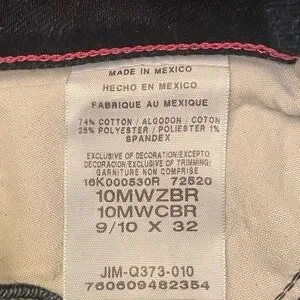 MADE IN MEXICO
HECHO EN MEXICO
FABRIQUE AU MEXIQUE
74% COTTON / ALGODON / COTON
25% POLYESTER / POLIESTER 1%
SPANDEX
EXCLUSIVE OF DECORATION/EXCEPTO
DECORACION/EXCLUSIVE OF TRIMMING/
GARNITURE NON COMPRISE
16K000530R 72520
10MWZBR
10MWCBR
9/10 X 32
JIM-Q373-010
760609482354